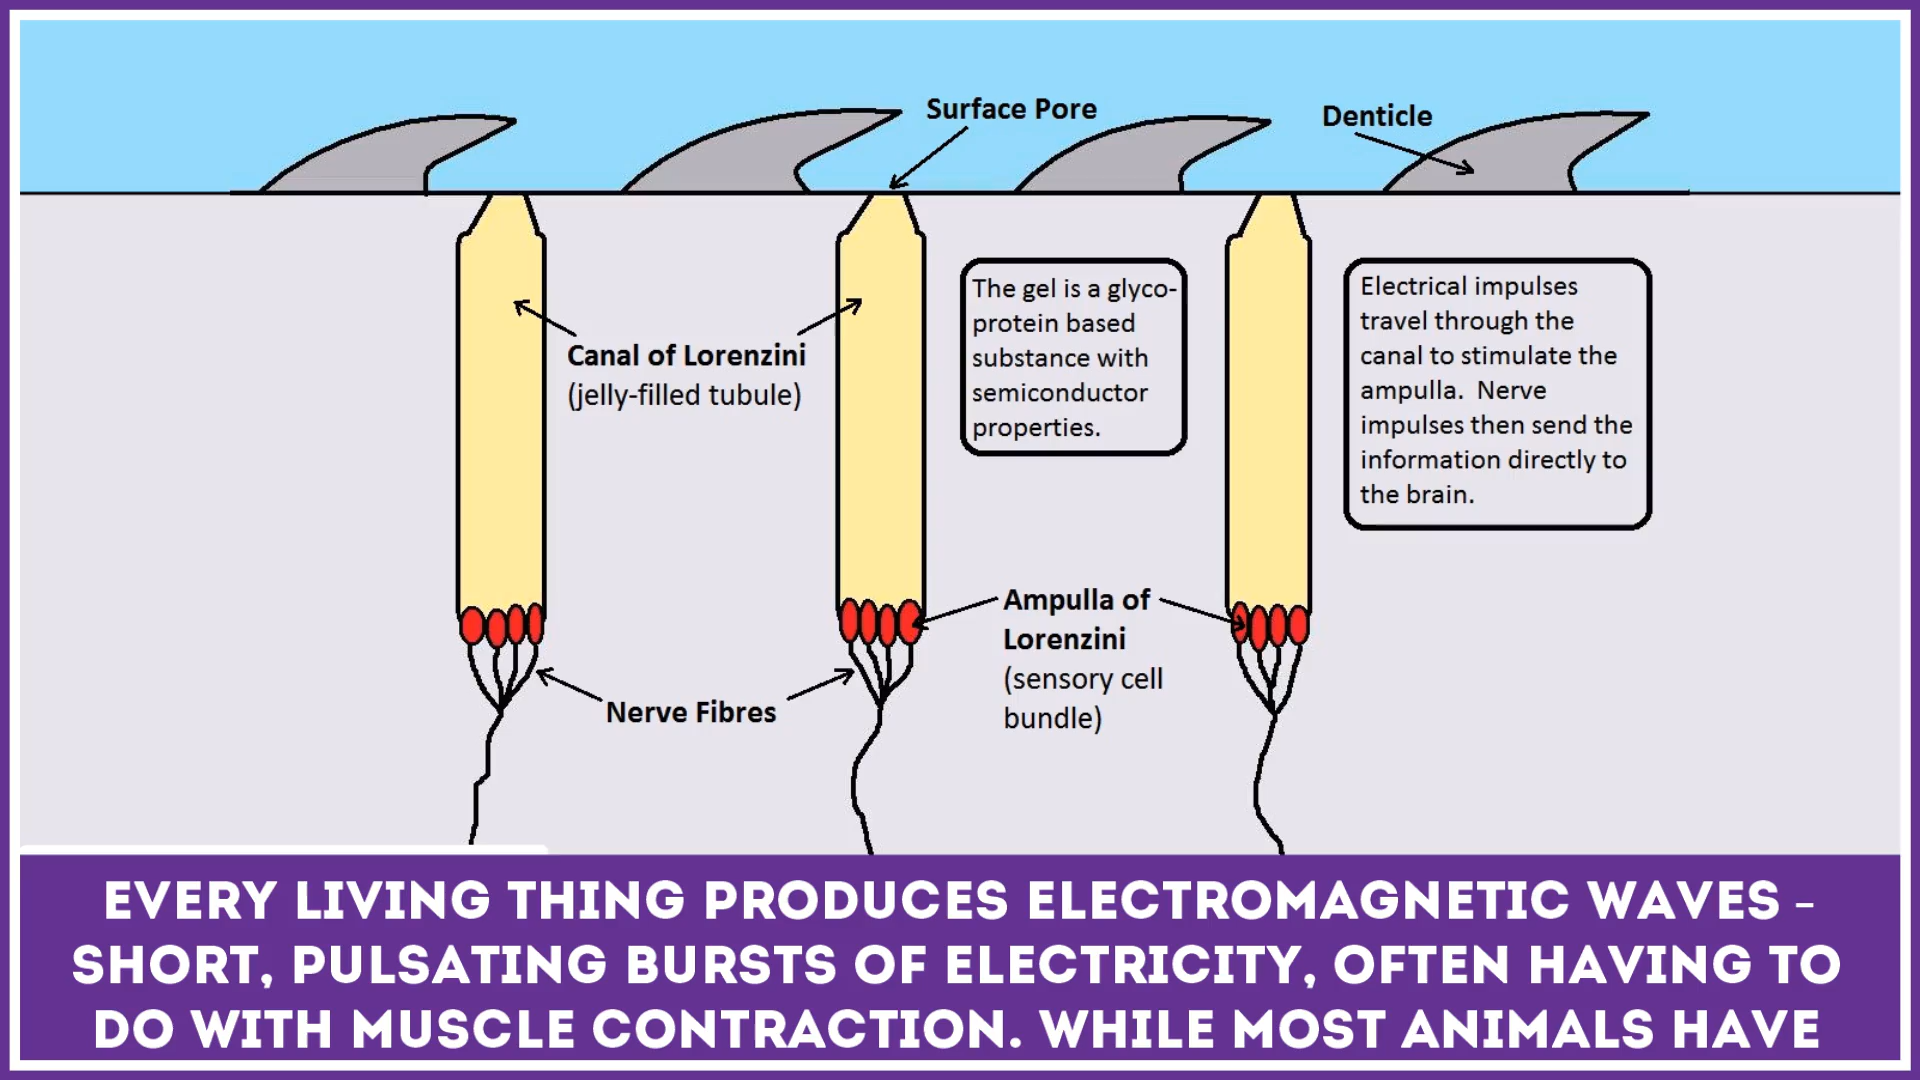 Surface Pore
Denticle
Canal of Lorenzini
(jelly-filled tubule)
The gel is a glyco-
protein based
substance with
semiconductor
properties.
Electrical impulses
travel through the
canal to stimulate the
ampulla.  Nerve
impulses then send the
information directly to
the brain.
Ampulla of
Lorenzini
(sensory cell
bundle)
Nerve Fibres
EVERY LIVING THING PRODUCES ELECTROMAGNETIC WAVES -
SHORT, PULSATING BURSTS OF ELECTRICITY, OFTEN HAVING TO
DO WITH MUSCLE CONTRACTION. WHILE MOST ANIMALS HAVE